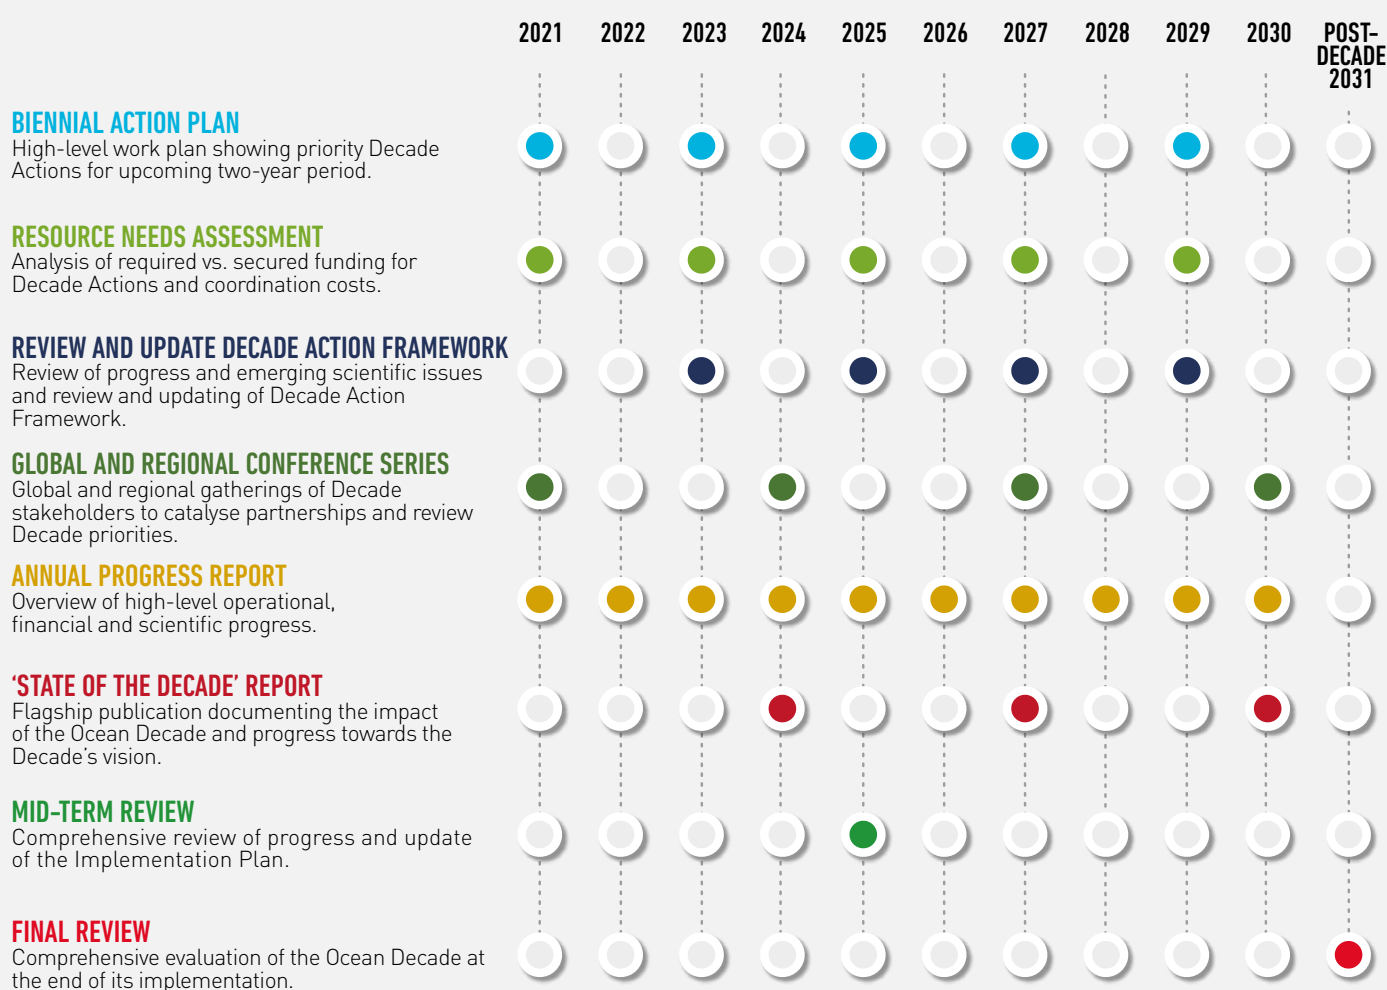 2021 2022 2023 2024 2025 2026 2027 2028 2029 2030 POST-
DECADE
2031
BIENNIAL ACTION PLAN
High-level work plan showing priority Decade
Actions for upcoming two-year period.
RESOURCE NEEDS ASSESSMENT
Analysis of required vs. secured funding for
Decade Actions and coordination costs.
REVIEW AND UPDATE DECADE ACTION FRAMEWORK
Review of progress and emerging scientific issues
and review and updating of Decade Action
Framework.
GLOBAL AND REGIONAL CONFERENCE SERIES
Global and regional gatherings of Decade
stakeholders to catalyse partnerships and review
Decade priorities.
ANNUAL PROGRESS REPORT
Overview of high-level operational,
financial and scientific progress.
‘STATE OF THE DECADE’ REPORT
Flagship publication documenting the impact
of the Ocean Decade and progress towards the
Decade’s vision.
MID-TERM REVIEW
Comprehensive review of progress and update
of the Implementation Plan.
FINAL REVIEW
Comprehensive evaluation of the Ocean Decade at
the end of its implementation.